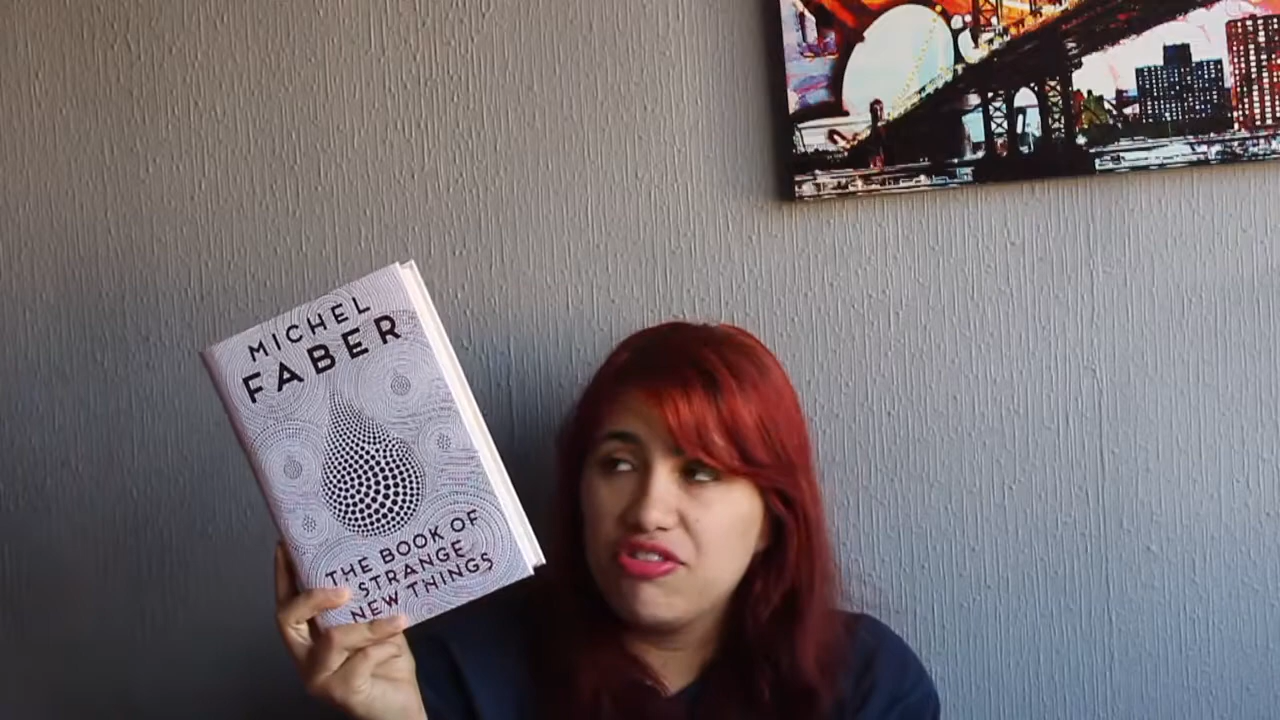 MICHEL
FABER
THE BOOK OF
STRANGE
NEW THINGS